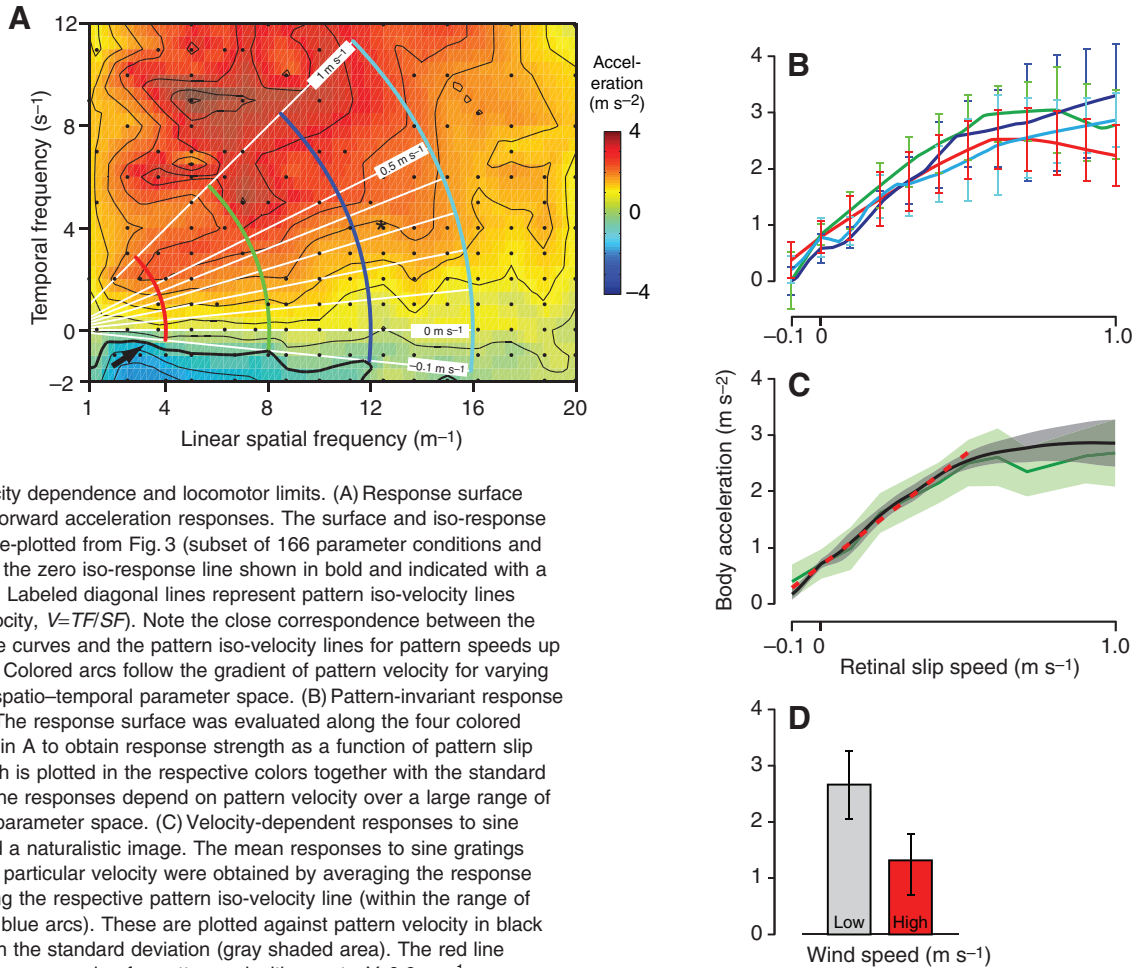 A
12
8
4
0
–2
Temporal frequency (s–1)
1 m s–1
0.5 m s–1
0 m s–1
–0.1 m s–1
1
4
8
12
16
20
Linear spatial frequency (m–1)
Accel-
eration
(m s–2)
4
0
–4
B
4
3
2
1
0
–0.1
0
1.0
C
4
3
2
1
0
Body acceleration (m s–2)
–0.1
0
1.0
Retinal slip speed (m s–1)
D
4
3
2
1
0
Low
High
Wind speed (m s–1)
city dependence and locomotor limits. (A) Response surface
orward acceleration responses. The surface and iso-response
e-plotted from Fig. 3 (subset of 166 parameter conditions and
the zero iso-response line shown in bold and indicated with a
Labeled diagonal lines represent pattern iso-velocity lines
ocity, V=TF/SF). Note the close correspondence between the
e curves and the pattern iso-velocity lines for pattern speeds up
Colored arcs follow the gradient of pattern velocity for varying
spatio–temporal parameter space. (B) Pattern-invariant response
The response surface was evaluated along the four colored
in A to obtain response strength as a function of pattern slip
h is plotted in the respective colors together with the standard
ne responses depend on pattern velocity over a large range of
parameter space. (C) Velocity-dependent responses to sine
d a naturalistic image. The mean responses to sine gratings
particular velocity were obtained by averaging the response
ng the respective pattern iso-velocity line (within the range of
blue arcs). These are plotted against pattern velocity in black
n the standard deviation (gray shaded area). The red line